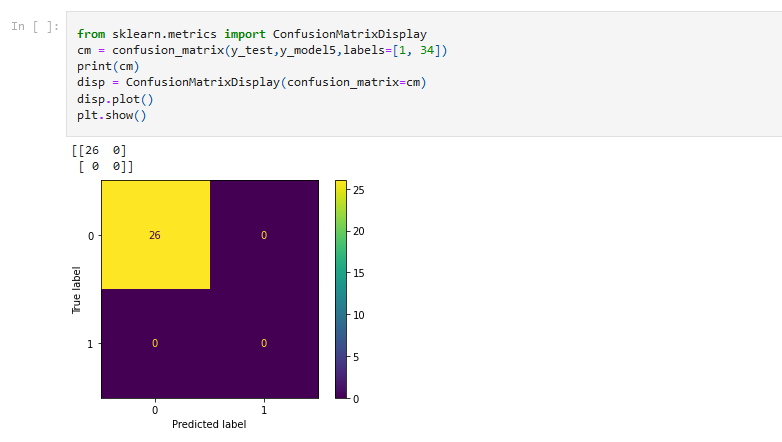 In [ ]:
from sklearn.metrics import ConfusionMatrixDisplay
cm = confusion_matrix(y_test,y_model5,labels=[1, 34])
print(cm)
disp = ConfusionMatrixDisplay(confusion_matrix=cm)
disp.plot()
plt.show()
[[26  0]
 [ 0  0]]
26 0
0 0
0
1
True label
0 1
Predicted label
25
20
15
10
5
0